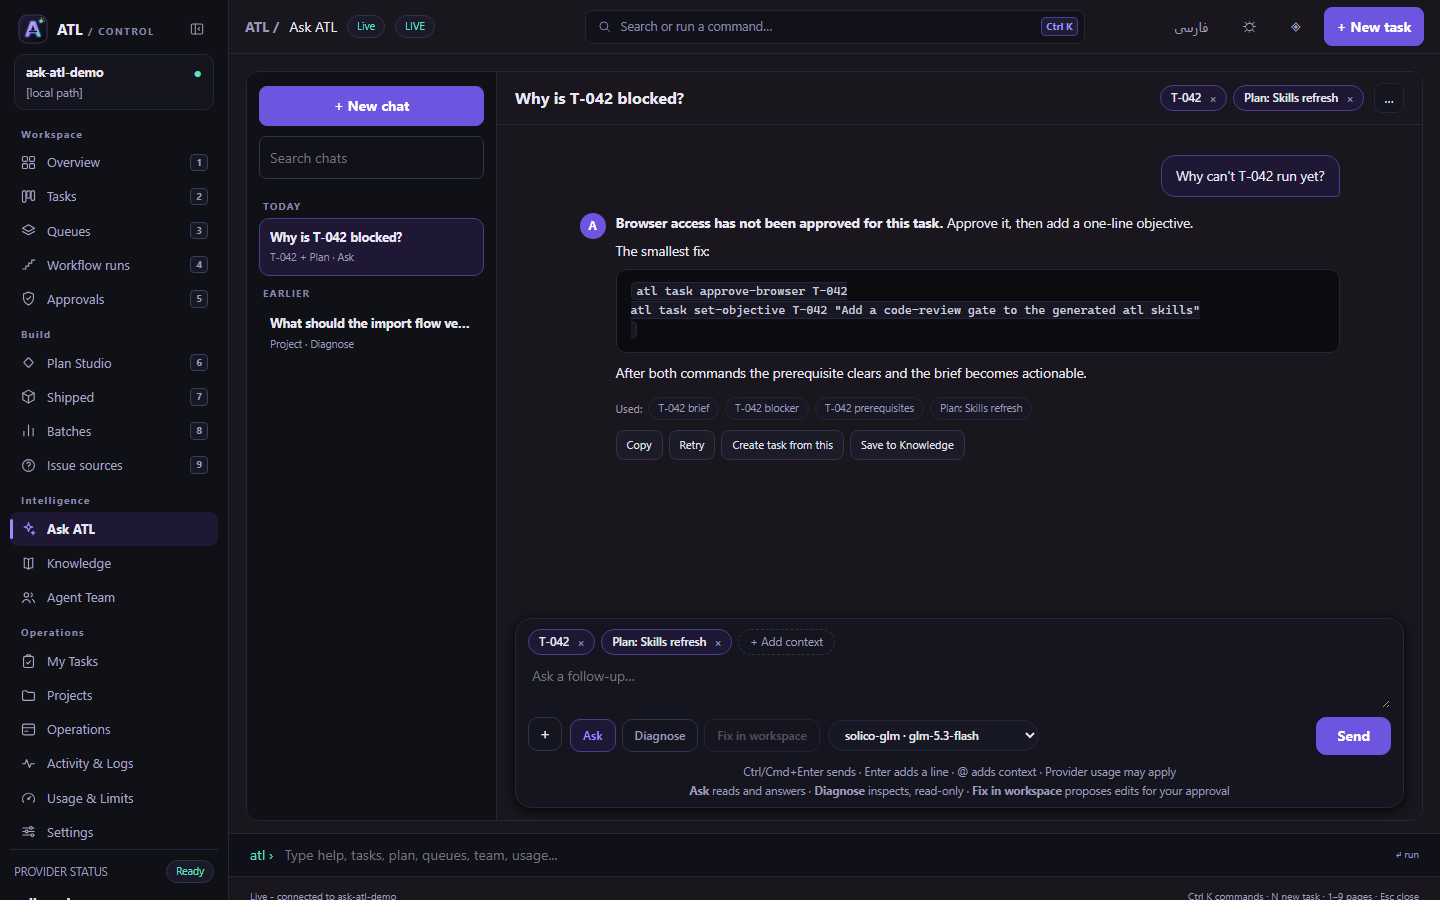 ATL / CONTROL
ask-atl-demo
[local path]
Workspace
Overview 1
Tasks 2
Queues 3
Workflow runs 4
Approvals 5
Build
Plan Studio 6
Shipped 7
Batches 8
Issue sources 9
Intelligence
Ask ATL
Knowledge
Agent Team
Operations
My Tasks
Projects
Operations
Activity & Logs
Usage & Limits
Settings
PROVIDER STATUS Ready
ATL / Ask ATL Live LIVE
Search or run a command... Ctrl K
فارسی
+ New task
+ New chat
Search chats
TODAY
Why is T-042 blocked?
T-042 + Plan · Ask
EARLIER
What should the import flow ve...
Project · Diagnose
Why is T-042 blocked?
T-042 × Plan: Skills refresh × ...
Why can't T-042 run yet?
A
Browser access has not been approved for this task. Approve it, then add a one-line objective.
The smallest fix:
atl task approve-browser T-042
atl task set-objective T-042 "Add a code-review gate to the generated atl skills"
After both commands the prerequisite clears and the brief becomes actionable.
Used: T-042 brief T-042 blocker T-042 prerequisites Plan: Skills refresh
Copy Retry Create task from this Save to Knowledge
T-042 × Plan: Skills refresh × + Add context
Ask a follow-up...
+ Ask Diagnose Fix in workspace solico-glm · glm-5.3-flash Send
Ctrl/Cmd+Enter sends · Enter adds a line · @ adds context · Provider usage may apply
Ask reads and answers · Diagnose inspects, read-only · Fix in workspace proposes edits for your approval
atl › Type help, tasks, plan, queues, team, usage... ↵ run
Live - connected to ask-atl-demo Ctrl K commands · N new task · 1–9 pages · Esc close